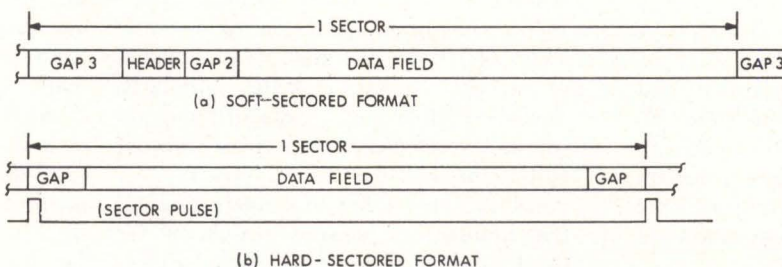 1 SECTOR
GAP 3 HEADER GAP 2 DATA FIELD GAP 3
(a) SOFT-SECTORED FORMAT
1 SECTOR
GAP DATA FIELD GAP
(SECTOR PULSE)
(b) HARD-SECTORED FORMAT